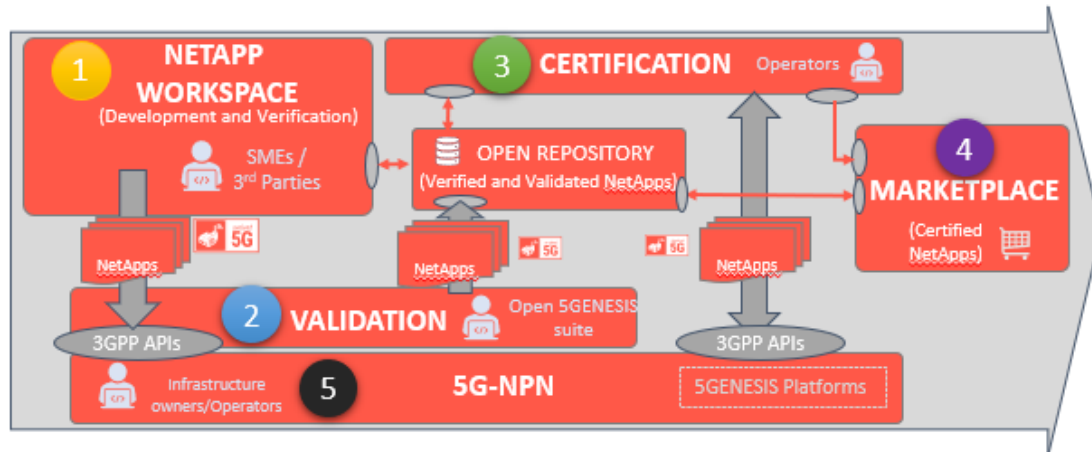 1
NETAPP
WORKSPACE
(Development and Verification)
SMEs /
3rd Parties
3
CERTIFICATION
Operators
OPEN REPOSITORY
(Verified and Validated NetApps)
4
MARKETPLACE
(Certified
NetApps)
NetApps
5G
NetApps
5G
5G
NetApps
2
VALIDATION
Open 5GENESIS
suite
3GPP APIs
3GPP APIs
Infrastructure
owners/Operators
5
5G-NPN
5GENESIS Platforms